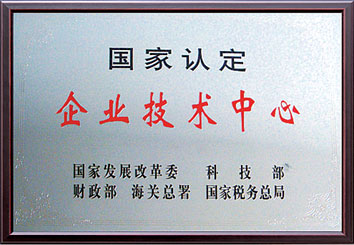 国家认定
企业技术中心
国家发展改革委 科技部
财政部 海关总署 国家税务总局